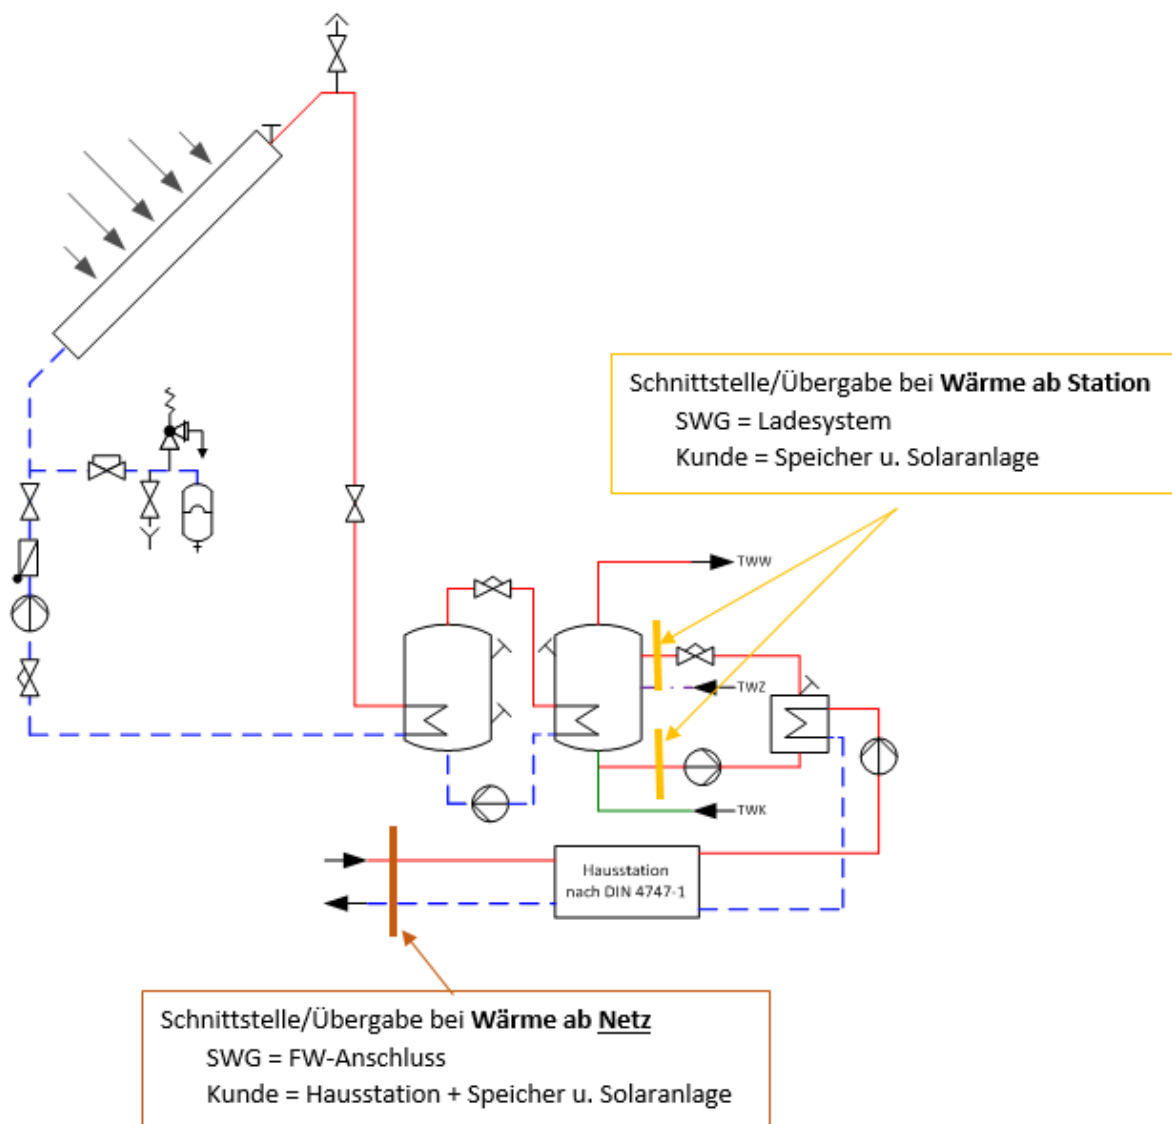 Schnittstelle/Übergabe bei Wärme ab Station
SWG = Ladesystem
Kunde = Speicher u. Solaranlage
TWW
TWZ
TWK
Hausstation
nach DIN 4747-1
Schnittstelle/Übergabe bei Wärme ab Netz
SWG = FW-Anschluss
Kunde = Hausstation + Speicher u. Solaranlage